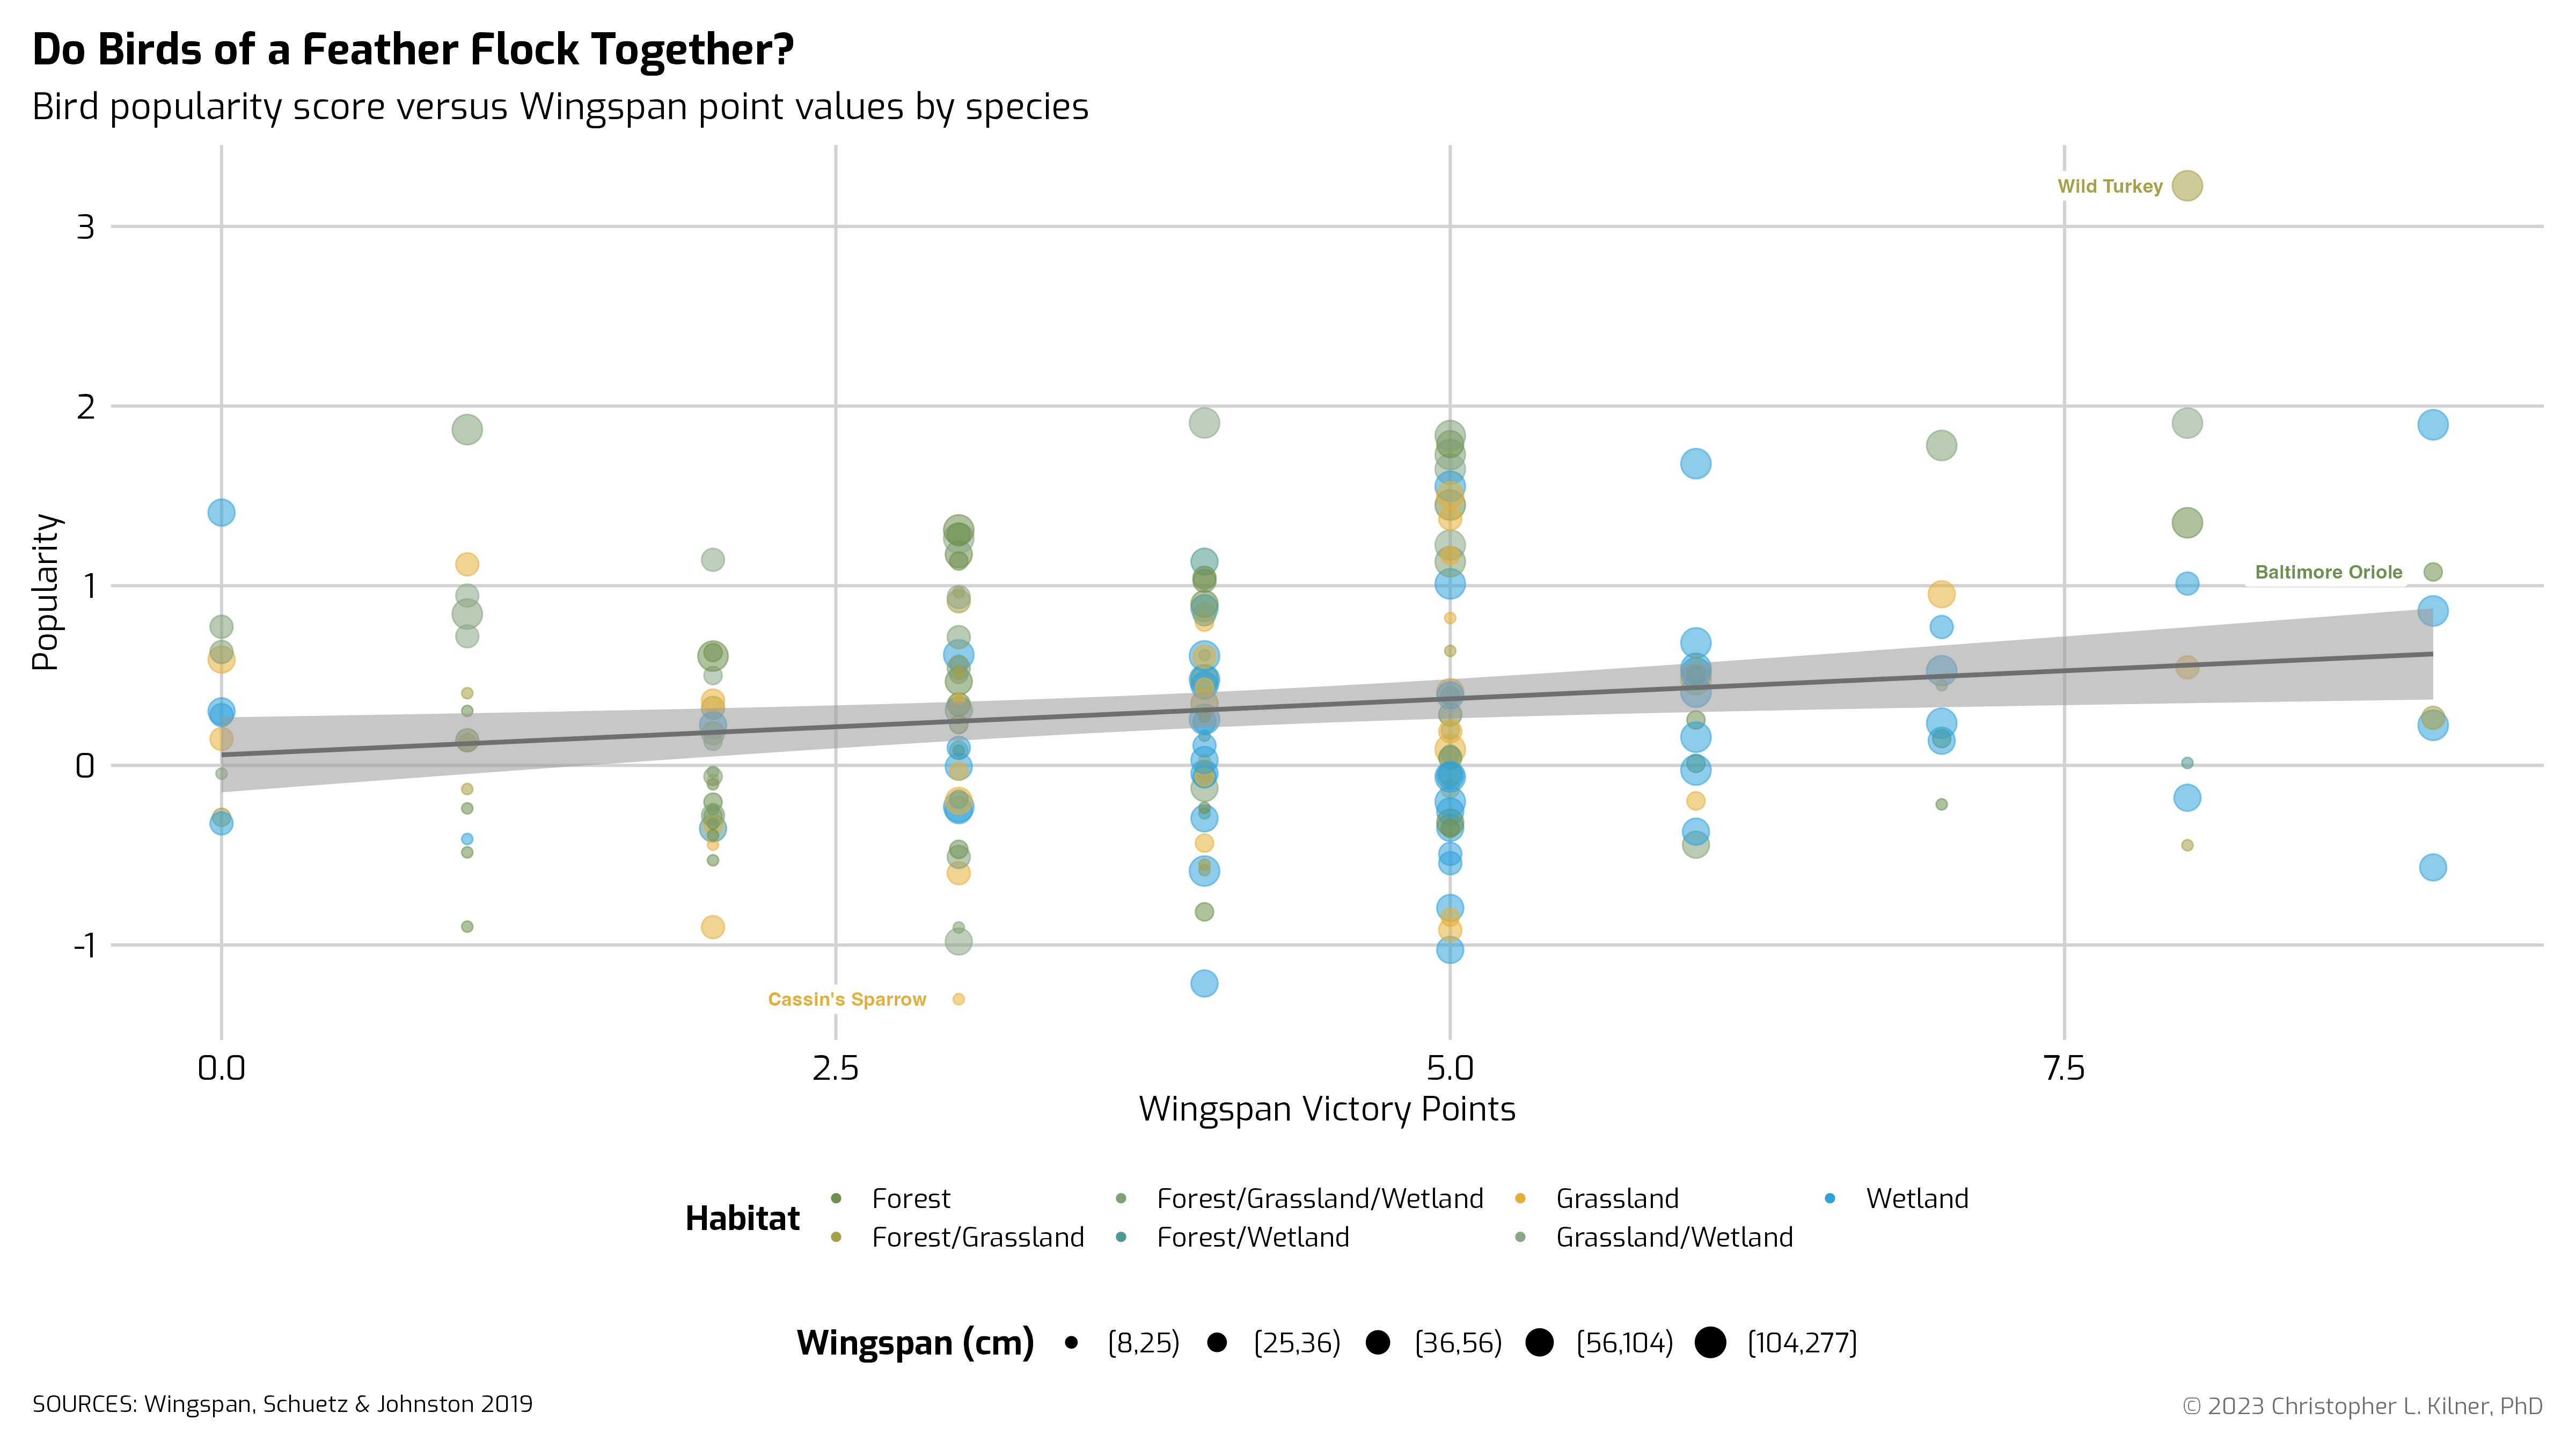 Do Birds of a Feather Flock Together?
Bird popularity score versus Wingspan point values by species
Popularity
3
2
1
0
-1
Wild Turkey
Baltimore Oriole
Cassin's Sparrow
0.0 2.5 5.0 7.5
Wingspan Victory Points
Habitat
Forest Forest/Grassland/Wetland Grassland Wetland
Forest/Grassland Forest/Wetland Grassland/Wetland
Wingspan (cm) [8,25) [25,36) [36,56) [56,104) [104,277]
SOURCES: Wingspan, Schuetz & Johnston 2019
© 2023 Christopher L. Kilner, PhD